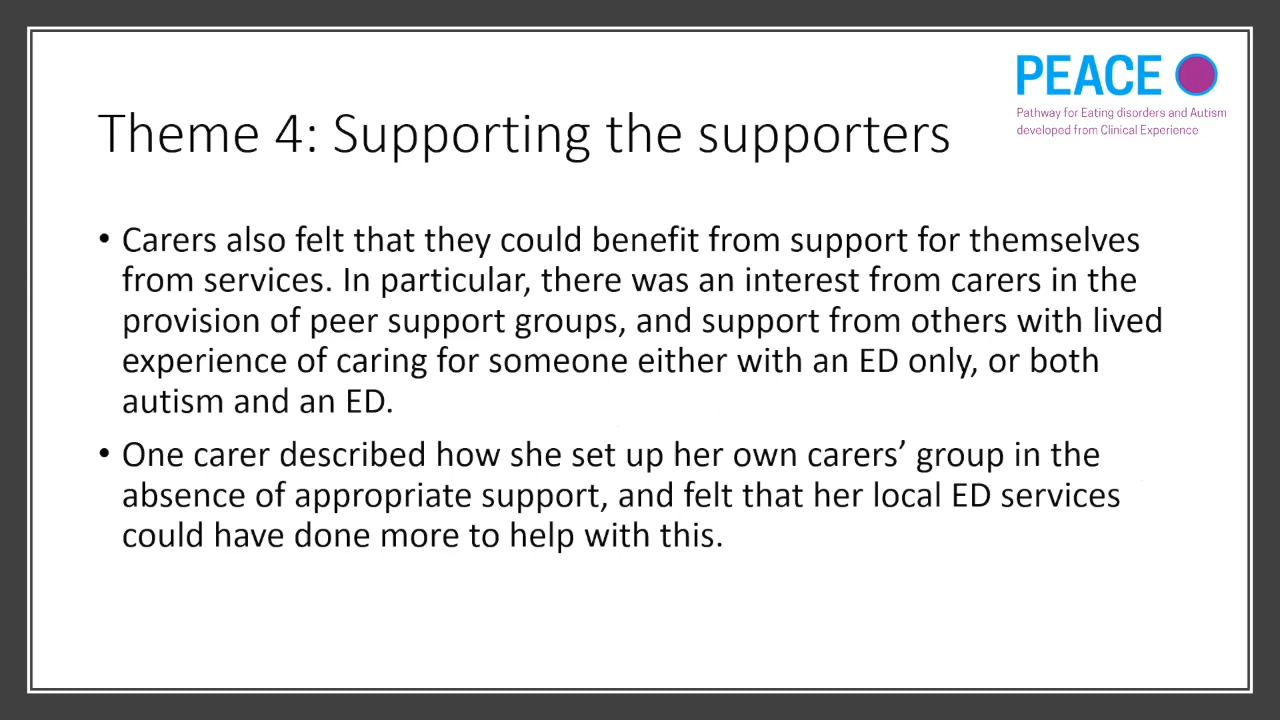 PEACE
Pathway for Eating disorders and Autism
developed from Clinical Experience
Theme 4: Supporting the supporters
• Carers also felt that they could benefit from support for themselves
from services. In particular, there was an interest from carers in the
provision of peer support groups, and support from others with lived
experience of caring for someone either with an ED only, or both
autism and an ED.
• One carer described how she set up her own carers’ group in the
absence of appropriate support, and felt that her local ED services
could have done more to help with this.